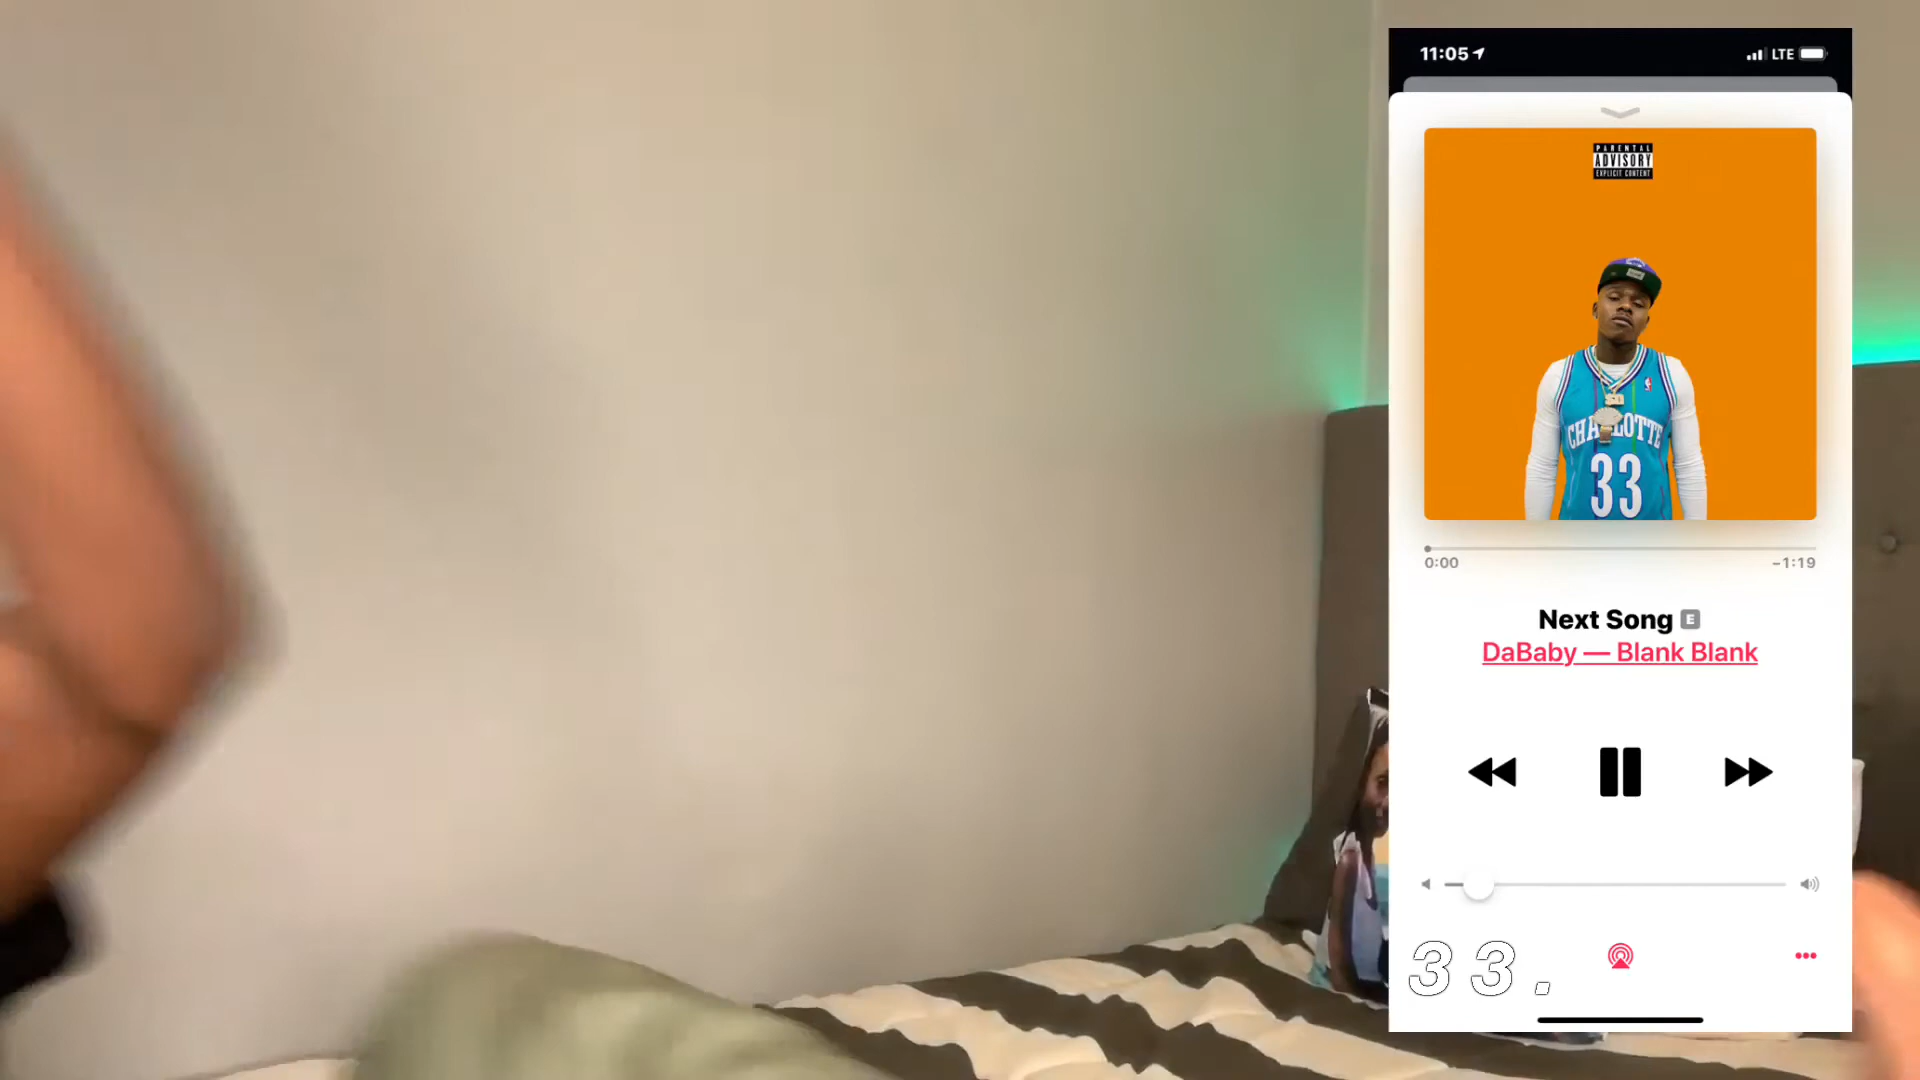 11:05
LTE
PARENTAL
ADVISORY
EXPLICIT CONTENT
CHARLOTTE
33
0:00
-1:19
Next Song E
DaBaby — Blank Blank
33.